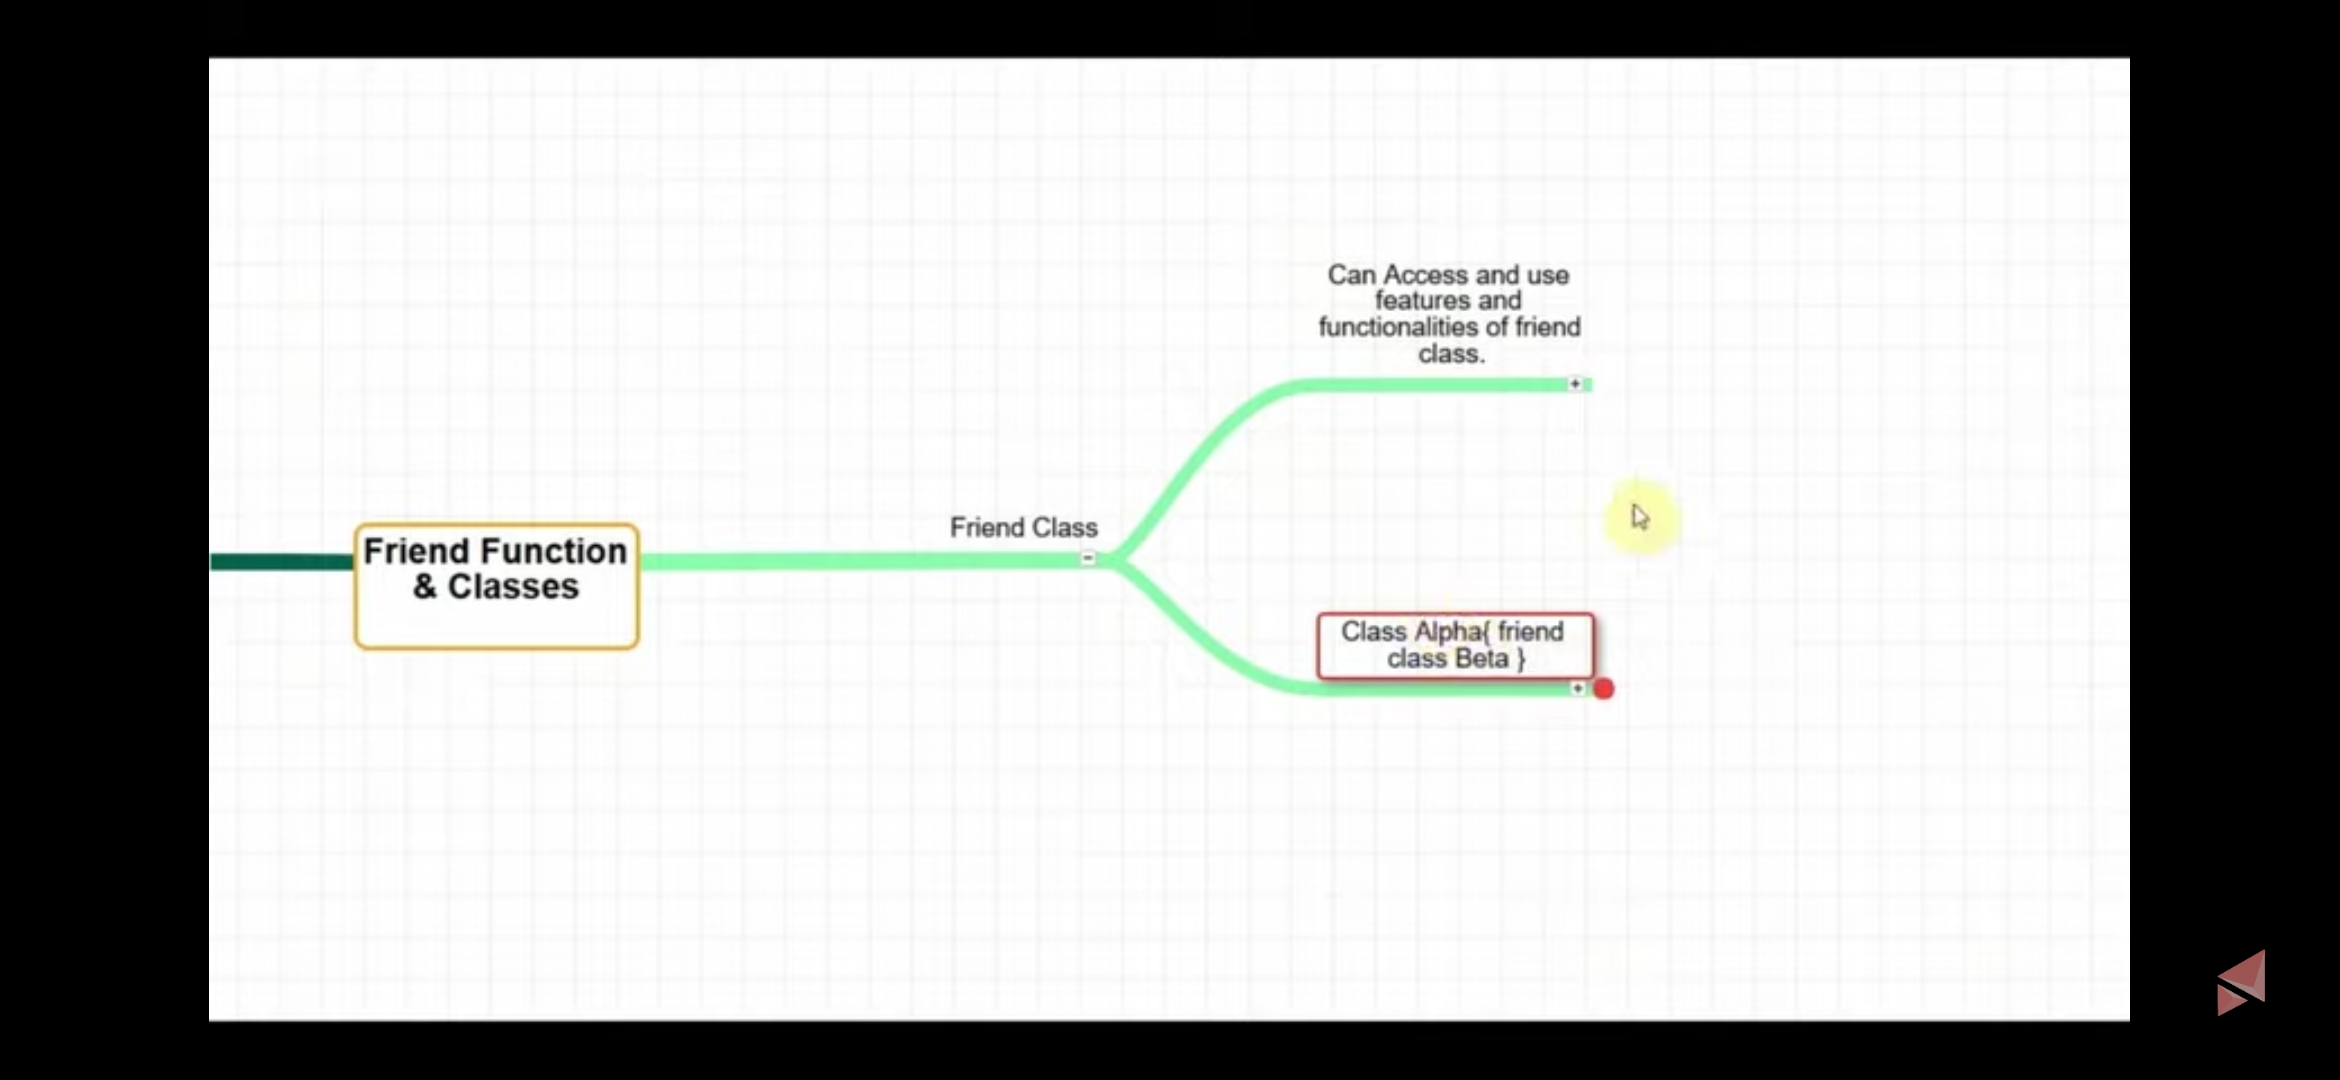 Can Access and use
features and
functionalities of friend
class.
Friend Class
Friend Function
& Classes
Class Alpha{ friend
class Beta }